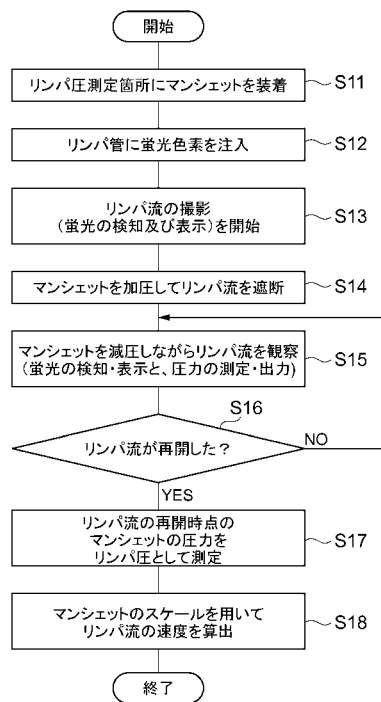 開始
リンパ圧測定箇所にマンシェットを装着
S11
リンパ管に蛍光色素を注入
S12
リンパ流の撮影
(蛍光の検知及び表示)を開始
S13
マンシェットを加圧してリンパ流を遮断
S14
マンシェットを減圧しながらリンパ流を観察
(蛍光の検知・表示と、圧力の測定・出力)
S15
S16
リンパ流が再開した?
NO
YES
リンパ流の再開時点の
マンシェットの圧力を
リンパ圧として測定
S17
マンシェットのスケールを用いて
リンパ流の速度を算出
S18
終了